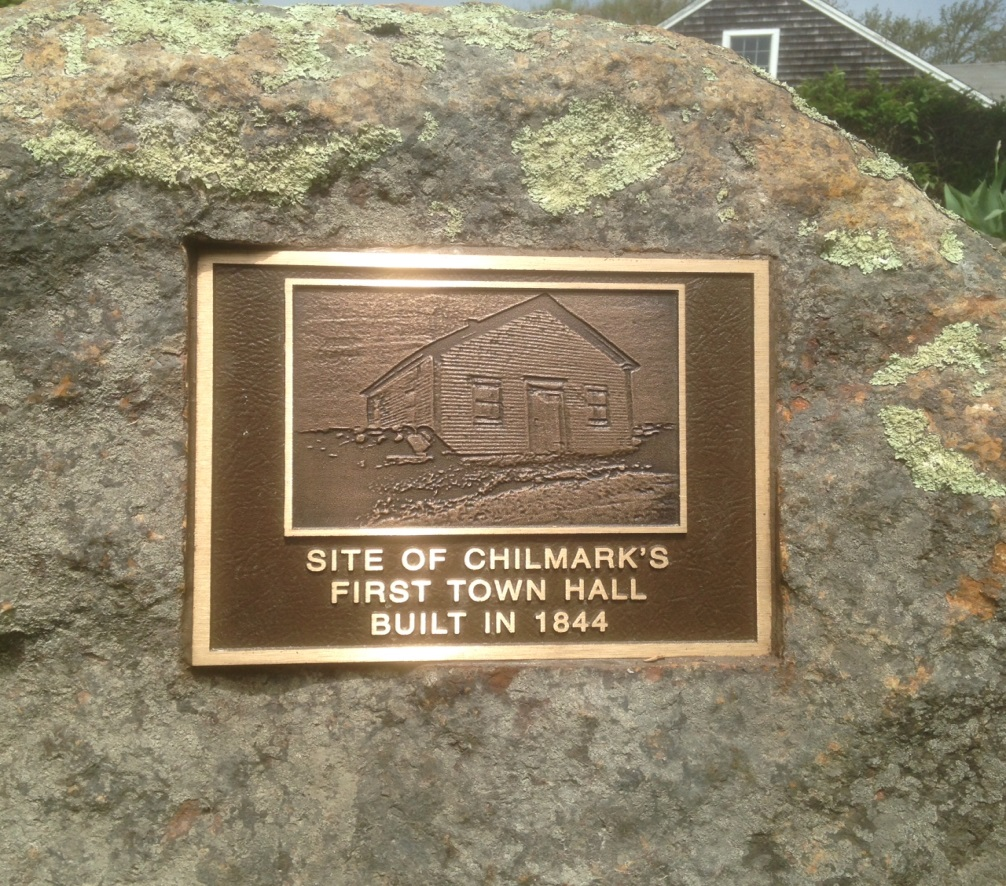 SITE OF CHILMARK'S
FIRST TOWN HALL
BUILT IN 1844